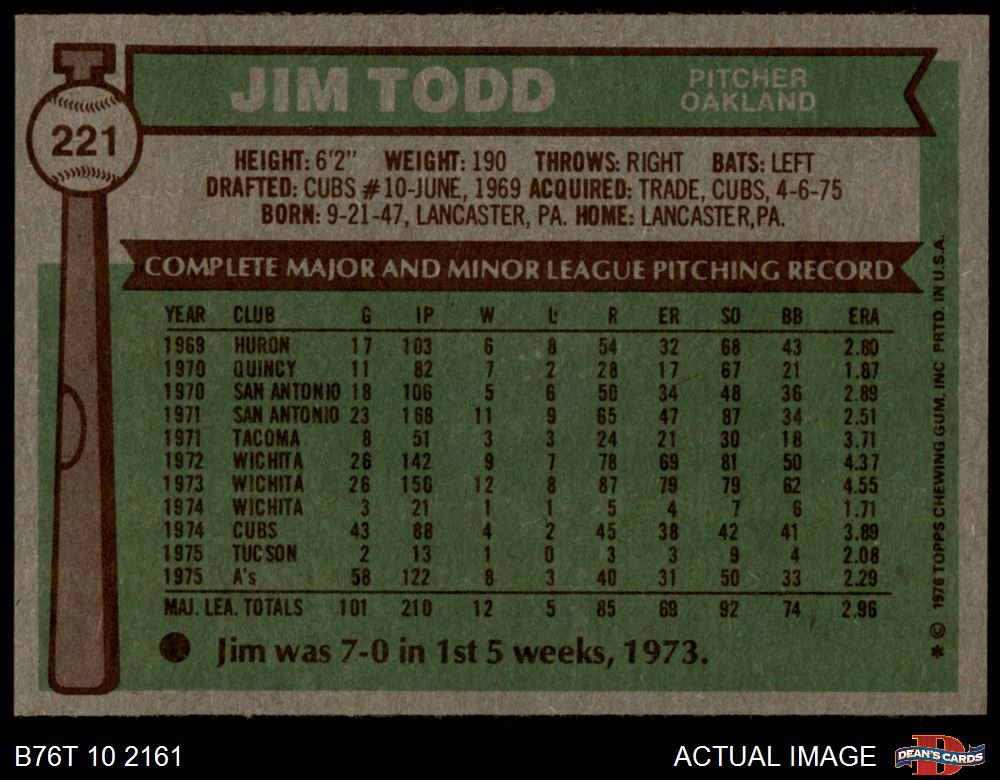 JIM TODD
PITCHER
OAKLAND
221
HEIGHT: 6'2" WEIGHT: 190 THROWS: RIGHT BATS: LEFT
DRAFTED: CUBS #10-JUNE, 1969 ACQUIRED: TRADE, CUBS, 4-6-75
BORN: 9-21-47, LANCASTER, PA. HOME: LANCASTER, PA.
COMPLETE MAJOR AND MINOR LEAGUE PITCHING RECORD
YEAR CLUB G IP W L R ER SO BB ERA
1969 HURON 17 103 6 8 54 32 68 43 2.80
1970 QUINCY 11 82 7 2 28 17 67 21 1.87
1970 SAN ANTONIO 18 106 5 6 50 34 48 36 2.89
1971 SAN ANTONIO 23 168 11 9 65 47 87 34 2.51
1971 TACOMA 8 51 3 3 24 21 30 18 3.71
1972 WICHITA 26 142 9 7 78 69 81 50 4.37
1973 WICHITA 26 156 12 8 87 79 79 62 4.55
1974 WICHITA 3 21 1 1 5 4 7 6 1.71
1974 CUBS 43 88 4 2 45 38 42 41 3.89
1975 TUCSON 2 13 1 0 3 3 9 4 2.08
1975 A's 58 122 8 3 40 31 50 33 2.29
MAJ. LEA. TOTALS 101 210 12 5 85 69 92 74 2.96
Jim was 7-0 in 1st 5 weeks, 1973.
* © 1976 TOPPS CHEWING GUM, INC PRTD. IN U.S.A.
B76T 10 2161
ACTUAL IMAGE
D
DEAN'S CARDS